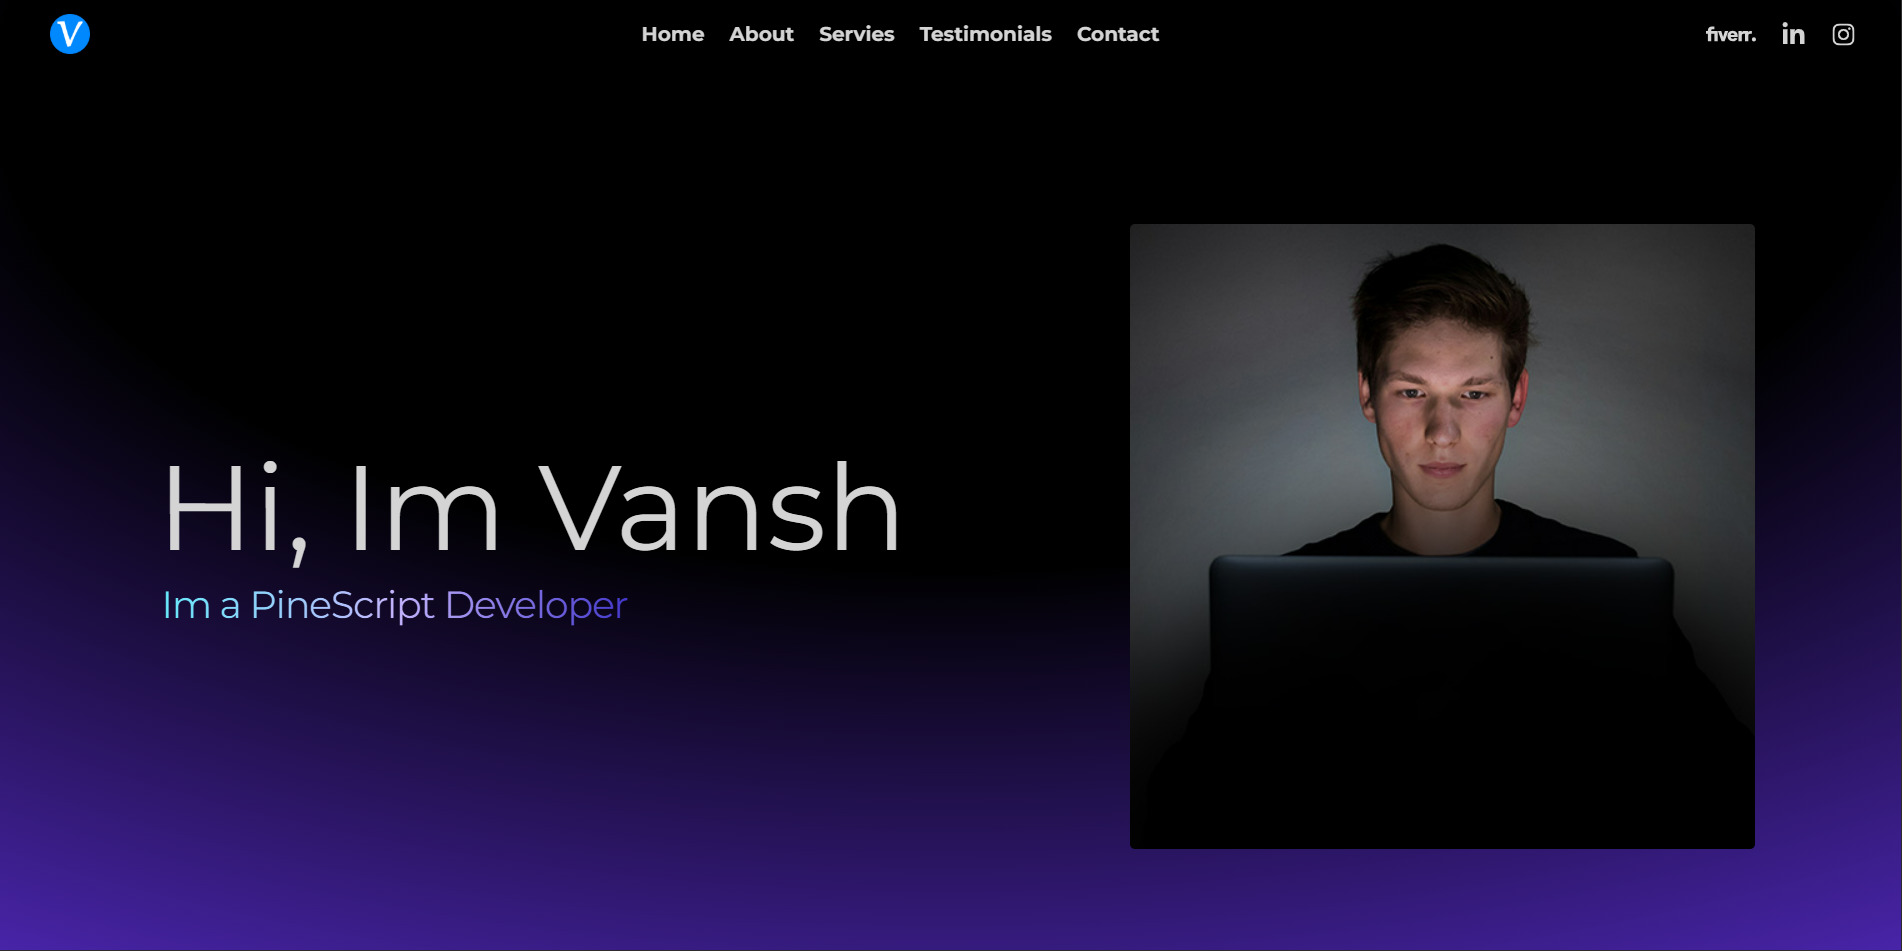 V
Home About Servies Testimonials Contact
fiverr. in
Hi, Im Vansh
Im a PineScript Developer